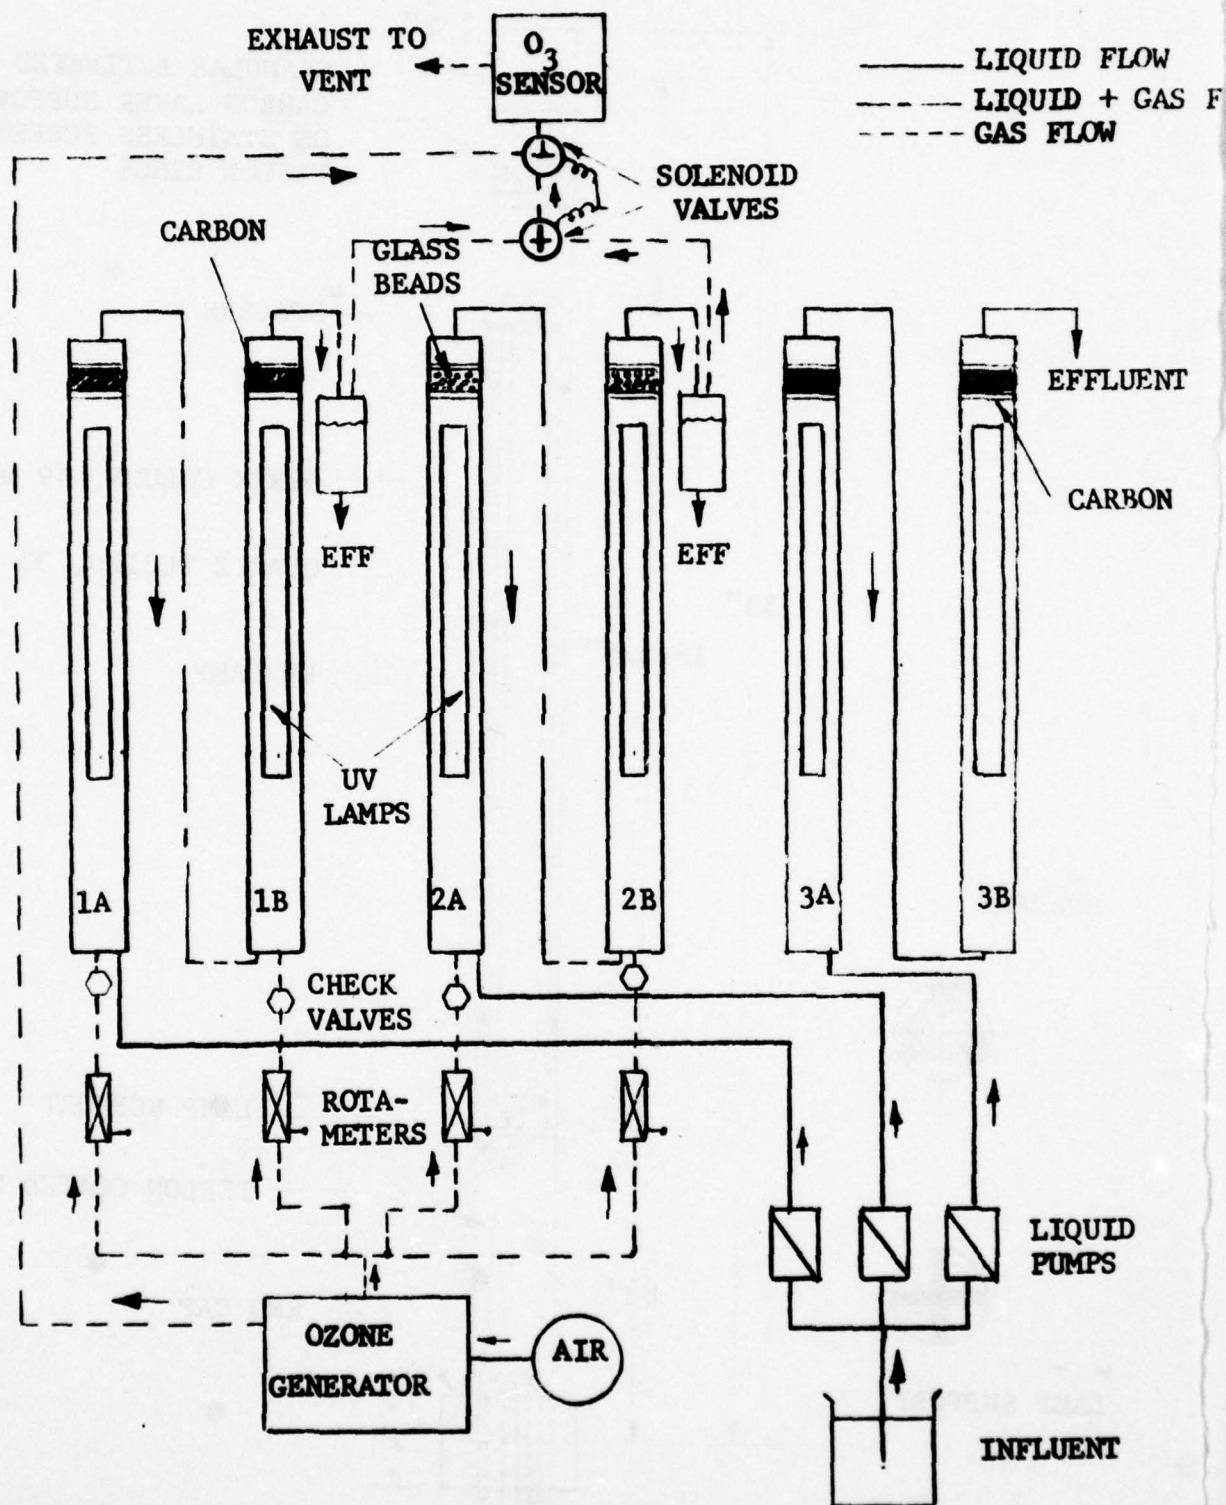 EXHAUST TO
VENT
O3
SENSOR
LIQUID FLOW
LIQUID + GAS F
GAS FLOW
SOLENOID
VALVES
CARBON
GLASS
BEADS
EFFLUENT
CARBON
EFF
EFF
UV
LAMPS
1A
1B
2A
2B
3A
3B
CHECK
VALVES
ROTA-
METERS
LIQUID
PUMPS
OZONE
GENERATOR
AIR
INFLUENT